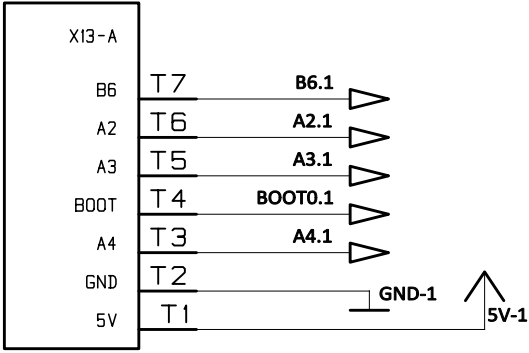 X13-A
B6 T7 B6.1
A2 T6 A2.1
A3 T5 A3.1
BOOT T4 BOOT0.1
A4 T3 A4.1
GND T2 GND-1
5V T1 5V-1